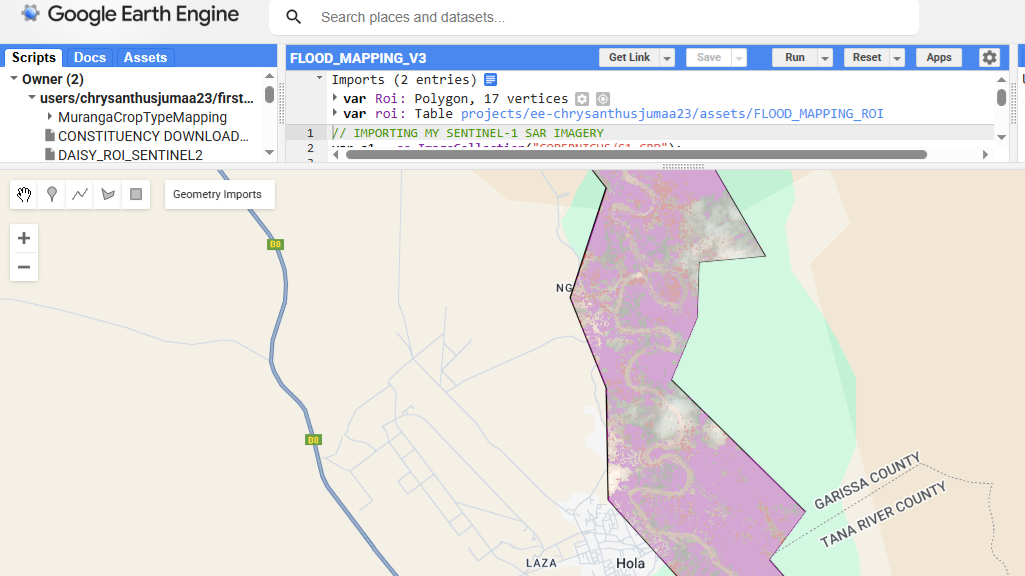 Google Earth Engine
Search places and datasets...
Scripts Docs Assets
FLOOD_MAPPING_V3
Get Link Save Run Reset Apps
Owner (2)
users/chrysanthusjumaa23/first...
MurangaCropTypeMapping
CONSTITUENCY DOWNLOAD...
DAISY_ROI_SENTINEL2
Imports (2 entries)
var Roi: Polygon, 17 vertices
var roi: Table projects/ee-chrysanthusjumaa23/assets/FLOOD_MAPPING_ROI
1 // IMPORTING MY SENTINEL-1 SAR IMAGERY
2
Geometry Imports
+
−
B8
NG
B8
GARISSA COUNTY
TANA RIVER COUNTY
LAZA
Hola